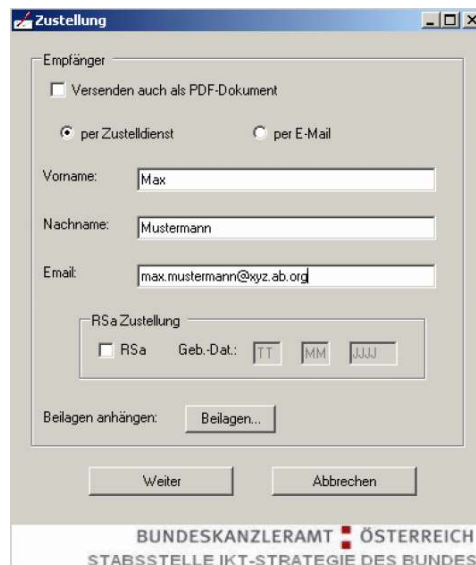 Zustellung
Empfänger
Versenden auch als PDF-Dokument
per Zustelldienst per E-Mail
Vorname: Max
Nachname: Mustermann
Email: max.mustermann@xyz.ab.org
RSa Zustellung
RSa Geb.-Dat.: TT MM JJJJ
Beilagen anhängen: Beilagen...
Weiter Abbrechen
BUNDESKANZLERAMT ÖSTERREICH
STABSSTELLE IKT-STRATEGIE DES BUNDES